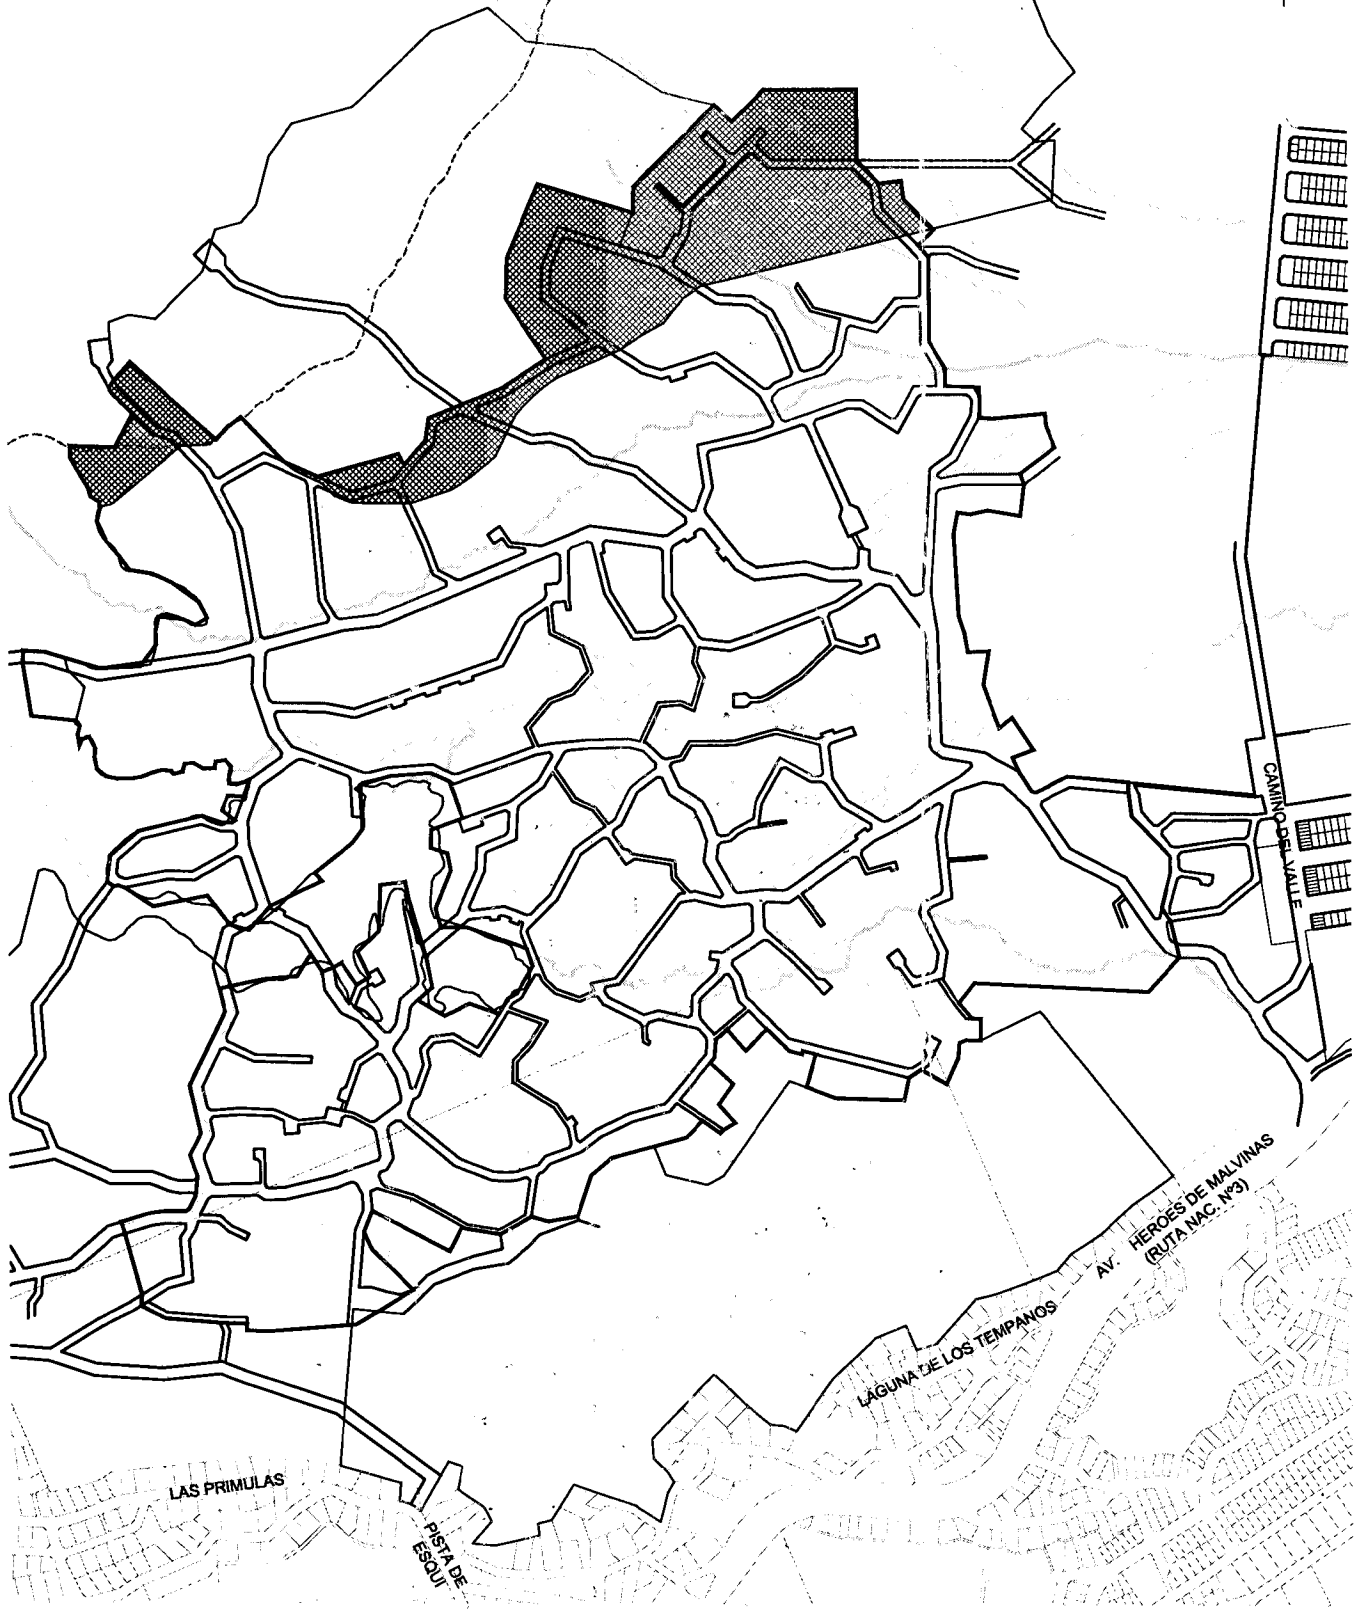 CAMINO DEL VALLE
AV. HEROES DE MALVINAS
(RUTA NAC. Nº3)
LAGUNA DE LOS TEMPANOS
LAS PRIMULAS
PISTA DE
ESQUI